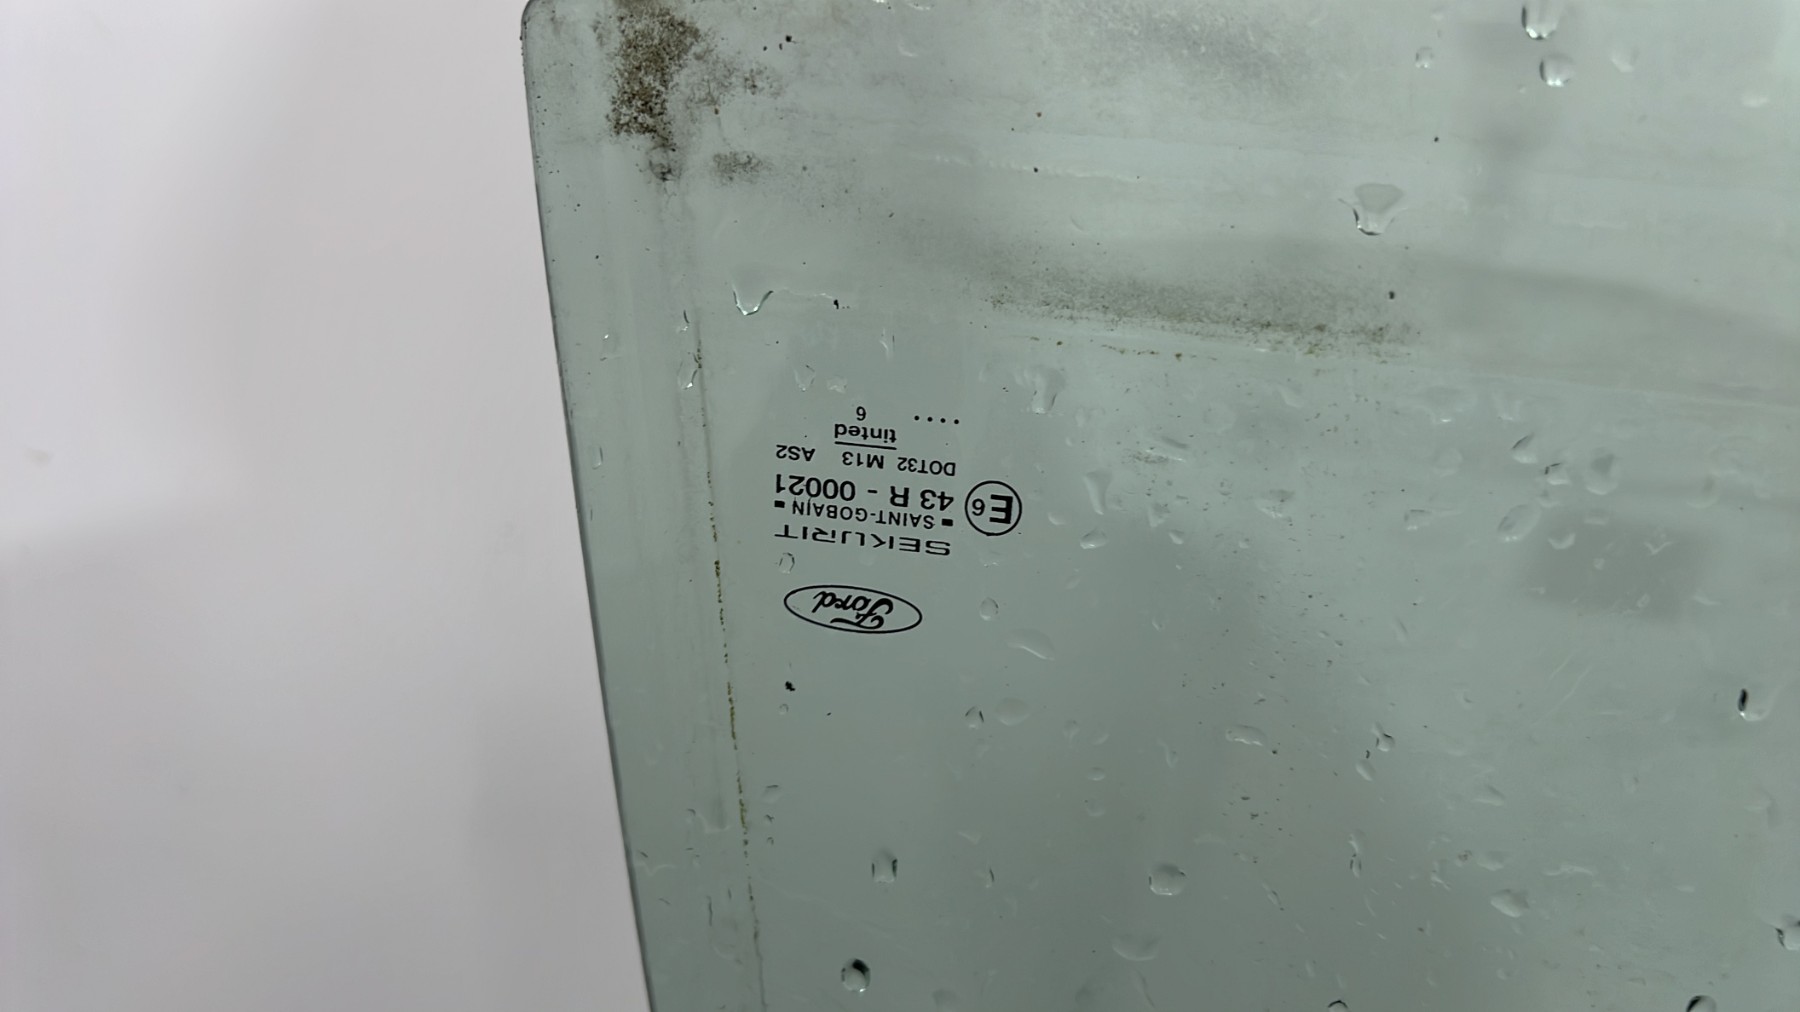 Ford
SEKURIT
▪ SAINT-GOBAIN ▪
E6 43 R - 00021
DOT32 M13 AS2
tinted
.... 6